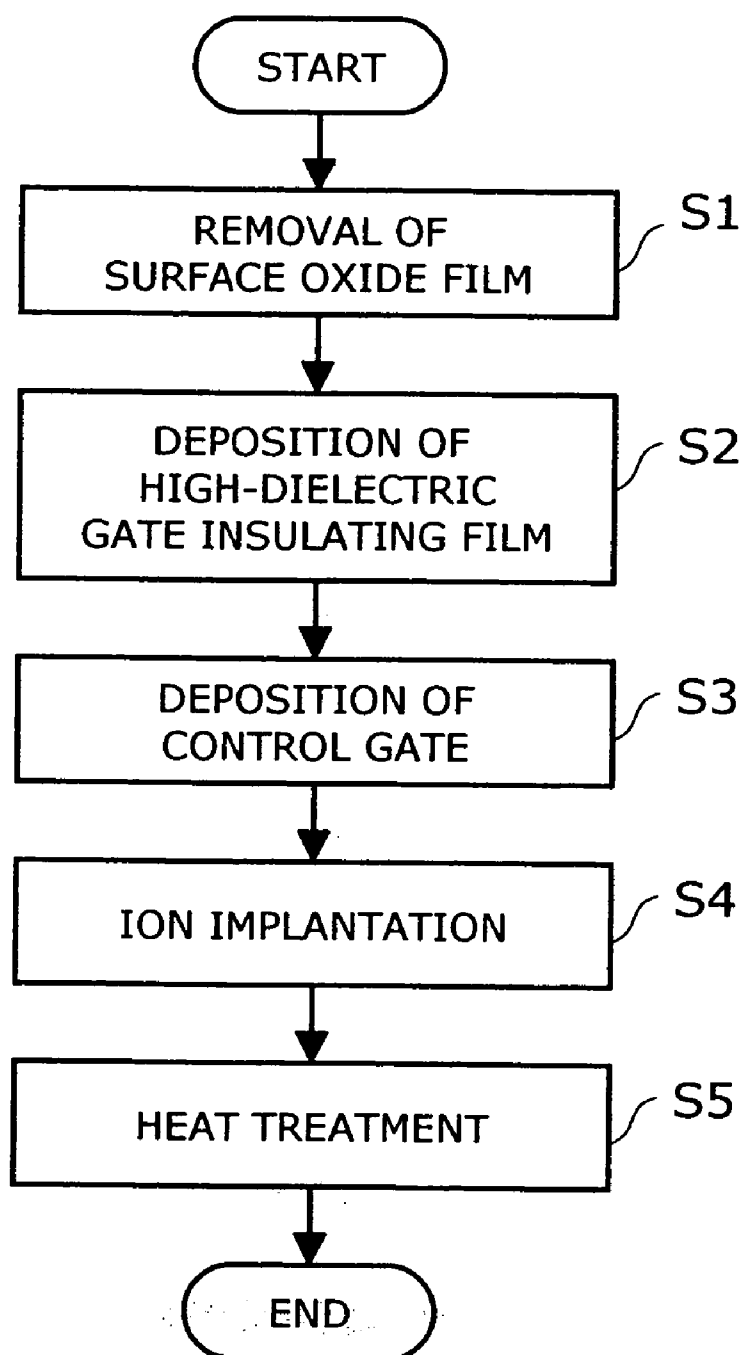 START
REMOVAL OF
SURFACE OXIDE FILM
S1
DEPOSITION OF
HIGH-DIELECTRIC
GATE INSULATING FILM
S2
DEPOSITION OF
CONTROL GATE
S3
ION IMPLANTATION
S4
HEAT TREATMENT
S5
END